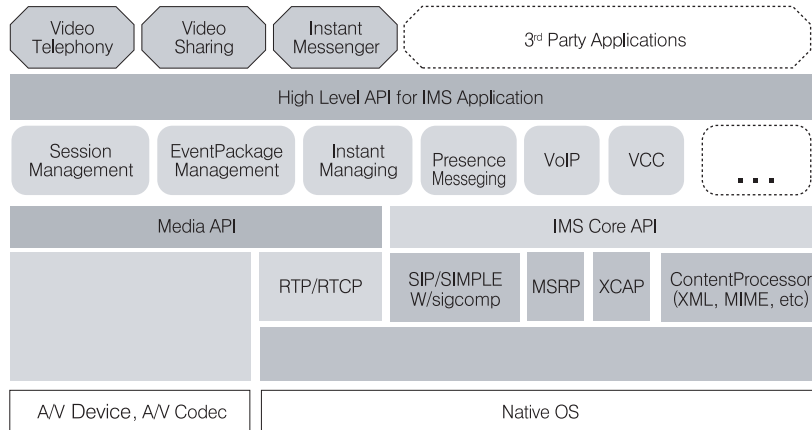 Video
Telephony
Video
Sharing
Instant
Messenger
3rd Party Applications
High Level API for IMS Application
Session
Management
EventPackage
Management
Instant
Managing
Presence
Messeging
VoIP
VCC
...
Media API
IMS Core API
RTP/RTCP
SIP/SIMPLE
W/sigcomp
MSRP
XCAP
ContentProcessor
(XML, MIME, etc)
A/V Device, A/V Codec
Native OS